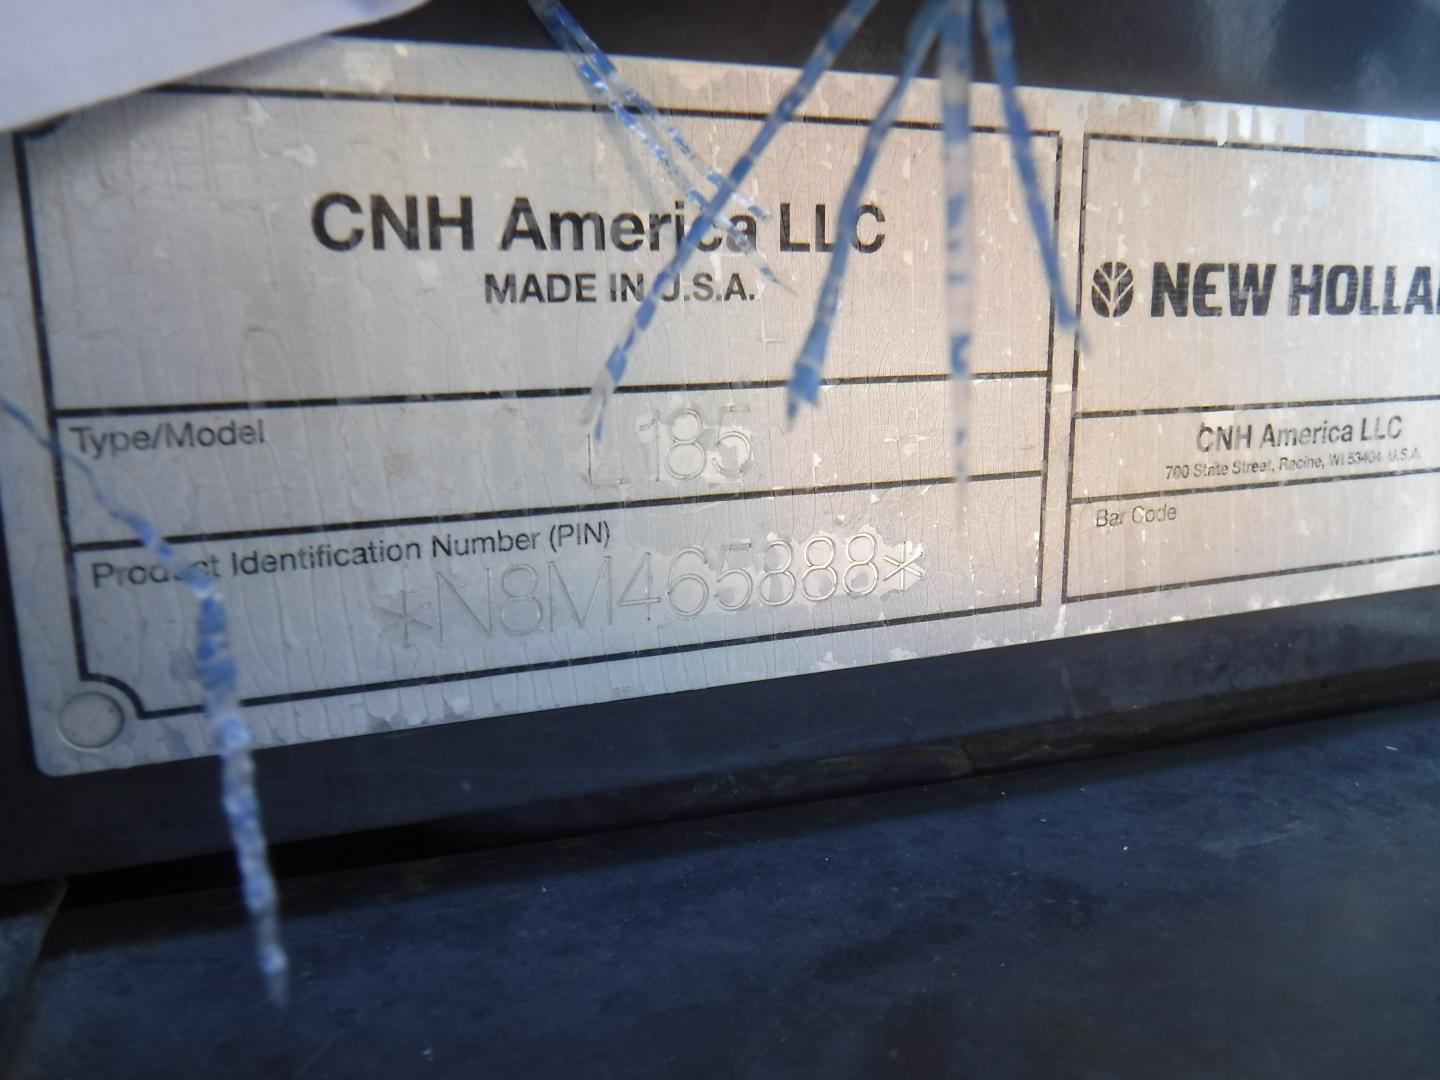 CNH America LLC
MADE IN U.S.A.
Type/Model
L185
Product Identification Number (PIN)
*N8M465888*
NEW HOLLA
CNH America LLC
700 State Street, Racine, WI 53404 U.S.A.
Bar Code